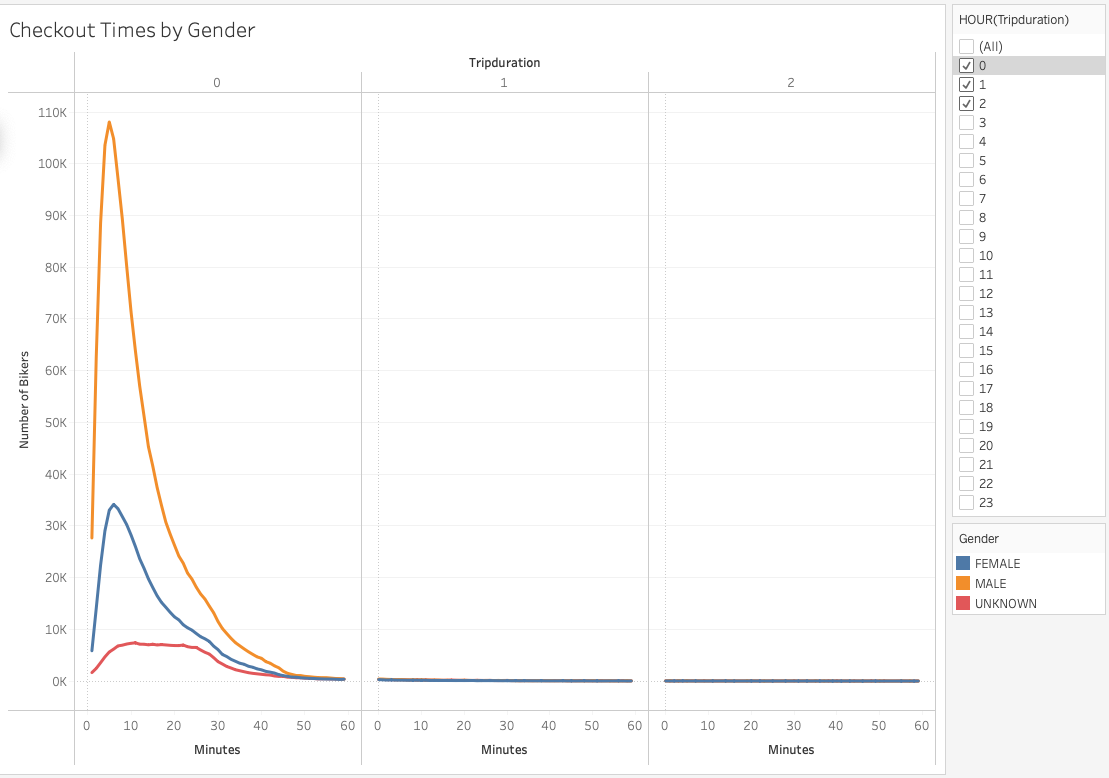 Checkout Times by Gender
Tripduration
0 1 2
110K
100K
90K
80K
70K
60K
50K
40K
30K
20K
10K
0K
Number of Bikers
0 10 20 30 40 50 60 0 10 20 30 40 50 60 0 10 20 30 40 50 60
Minutes Minutes Minutes
HOUR(Tripduration)
(All)
0
1
2
3
4
5
6
7
8
9
10
11
12
13
14
15
16
17
18
19
20
21
22
23
Gender
FEMALE
MALE
UNKNOWN